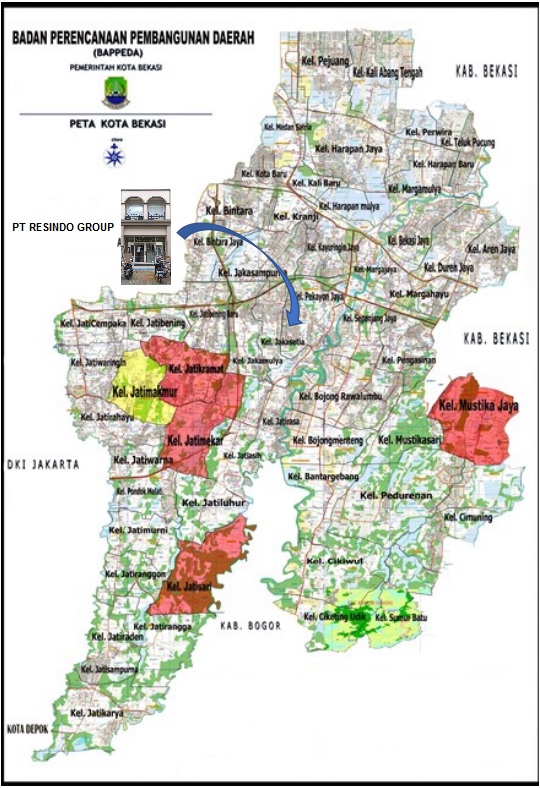 BADAN PERENCANAAN PEMBANGUNAN DAERAH
(BAPPEDA)
PEMERINTAH KOTA BEKASI
PETA KOTA BEKASI
PT RESINDO GROUP
Kel. Pejuang
Kel. Kali Abang Tengah
KAB. BEKASI
Kel. Medan Satria
Kel. Perwira
Kel. Teluk Pucung
Kel. Harapan Jaya
Kel. Harapan Baru
Kel. Kota Baru
Kel. Kali Baru
Kel. Margamulya
Kel. Bintara
Kel. Harapan mulya
Kel. Kranji
Kel. Bintara Jaya
Kel. Kayuringin Jaya
Kel. Bekasi Jaya
Kel. Aren Jaya
Kel. Jakasampurna
Kel. Margajaya
Kel. Duren Jaya
Kel. Pekayon Jaya
Kel. Margahayu
Kel. JatiCempaka
Kel. Jatibening
Kel. Jatibening Baru
Kel. Sepanjang Jaya
KAB. BEKASI
Kel. Jakasetia
Kel. Jatiwaringin
Kel. Jatikramat
Kel. Jakamulya
Kel. Pengasinan
Kel. Jatimakmur
Kel. Bojong Rawalumbu
Kel. Mustika Jaya
Kel. Jatirahayu
Kel. Jatirasa
Kel. Jatimekar
Kel. Bojongmenteng
Kel. Mustikasari
DKI JAKARTA
Kel. Jatiwarna
Kel. Jatiasih
Kel. Bantargebang
Kel. Pondok Melati
Kel. Jatiluhur
Kel. Pedurenan
Kel. Cimuning
Kel. Jatimurni
Kel. Cikiwul
Kel. Jatiranggon
Kel. Jatisari
Kel. Ciketing Udik
Kel. Sumur Batu
Kel. Jatirangga
KAB. BOGOR
Kel. Jatiraden
Kel. Jatisampurna
Kel. Jatikarya
KOTA DEPOK